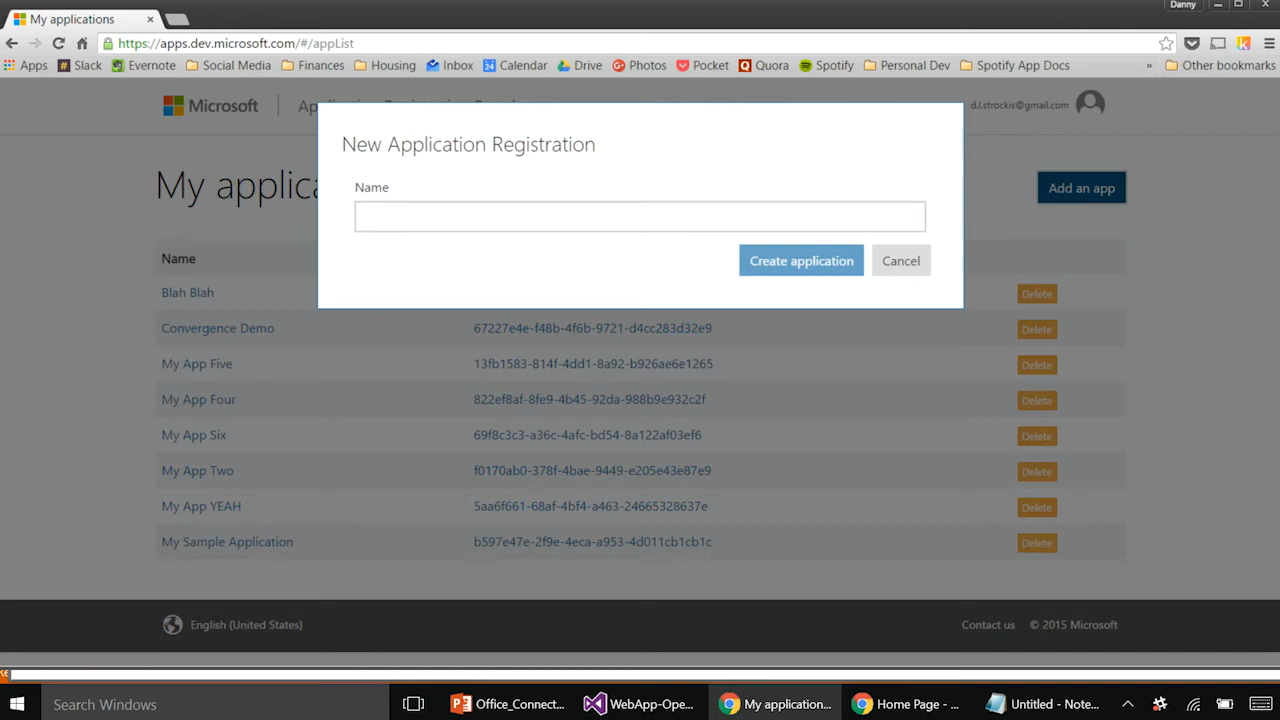 Danny
My applications
https://apps.dev.microsoft.com/#/appList
Apps Slack Evernote Social Media Finances Housing Inbox 24 Calendar Drive Photos Pocket Quora Spotify Personal Dev Spotify App Docs » Other bookmarks
Microsoft
d.l.strockis@gmail.com
New Application Registration
My applica
Add an app
Name
Create application Cancel
Name
Blah Blah Delete
Convergence Demo 67227e4e-f48b-4f6b-9721-d4cc283d32e9 Delete
My App Five 13fb1583-814f-4dd1-8a92-b926ae6e1265 Delete
My App Four 822ef8af-8fe9-4b45-92da-988b9e932c2f Delete
My App Six 69f8c3c3-a36c-4afc-bd54-8a122af03ef6 Delete
My App Two f0170ab0-378f-4bae-9449-e205e43e87e9 Delete
My App YEAH 5aa6f661-68af-4bf4-a463-24665328637e Delete
My Sample Application b597e47e-2f9e-4eca-a953-4d011cb1cb1c Delete
English (United States) Contact us © 2015 Microsoft
Search Windows Office_Connect... WebApp-Ope... My application... Home Page - ... Untitled - Note...